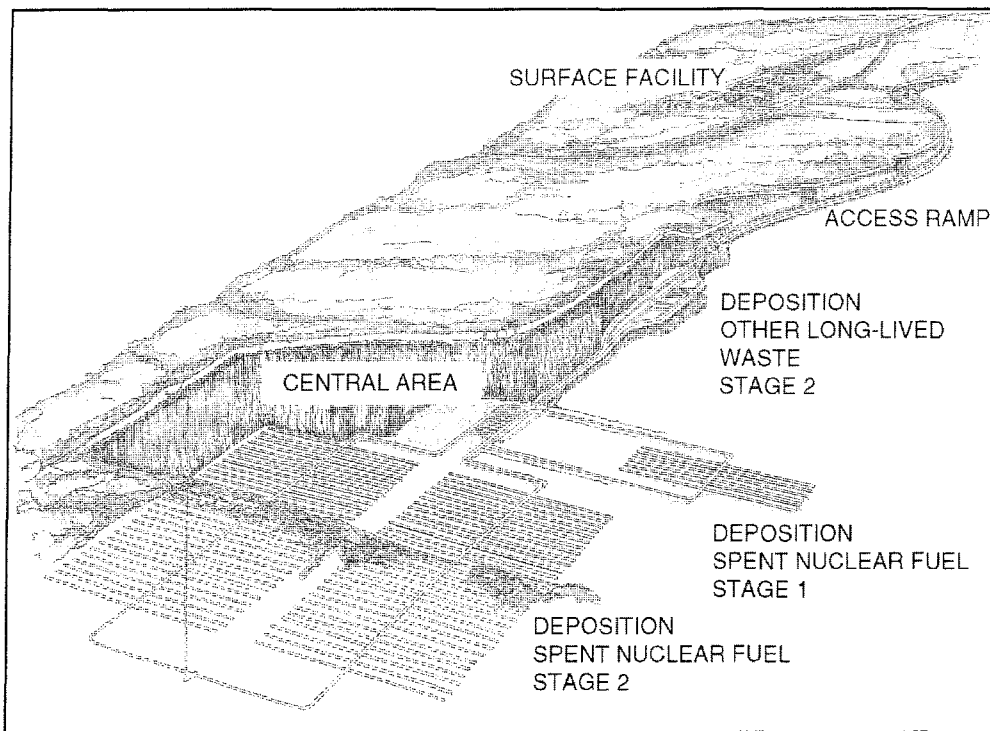 SURFACE FACILITY
ACCESS RAMP
DEPOSITION
OTHER LONG-LIVED
WASTE
STAGE 2
CENTRAL AREA
DEPOSITION
SPENT NUCLEAR FUEL
STAGE 1
DEPOSITION
SPENT NUCLEAR FUEL
STAGE 2